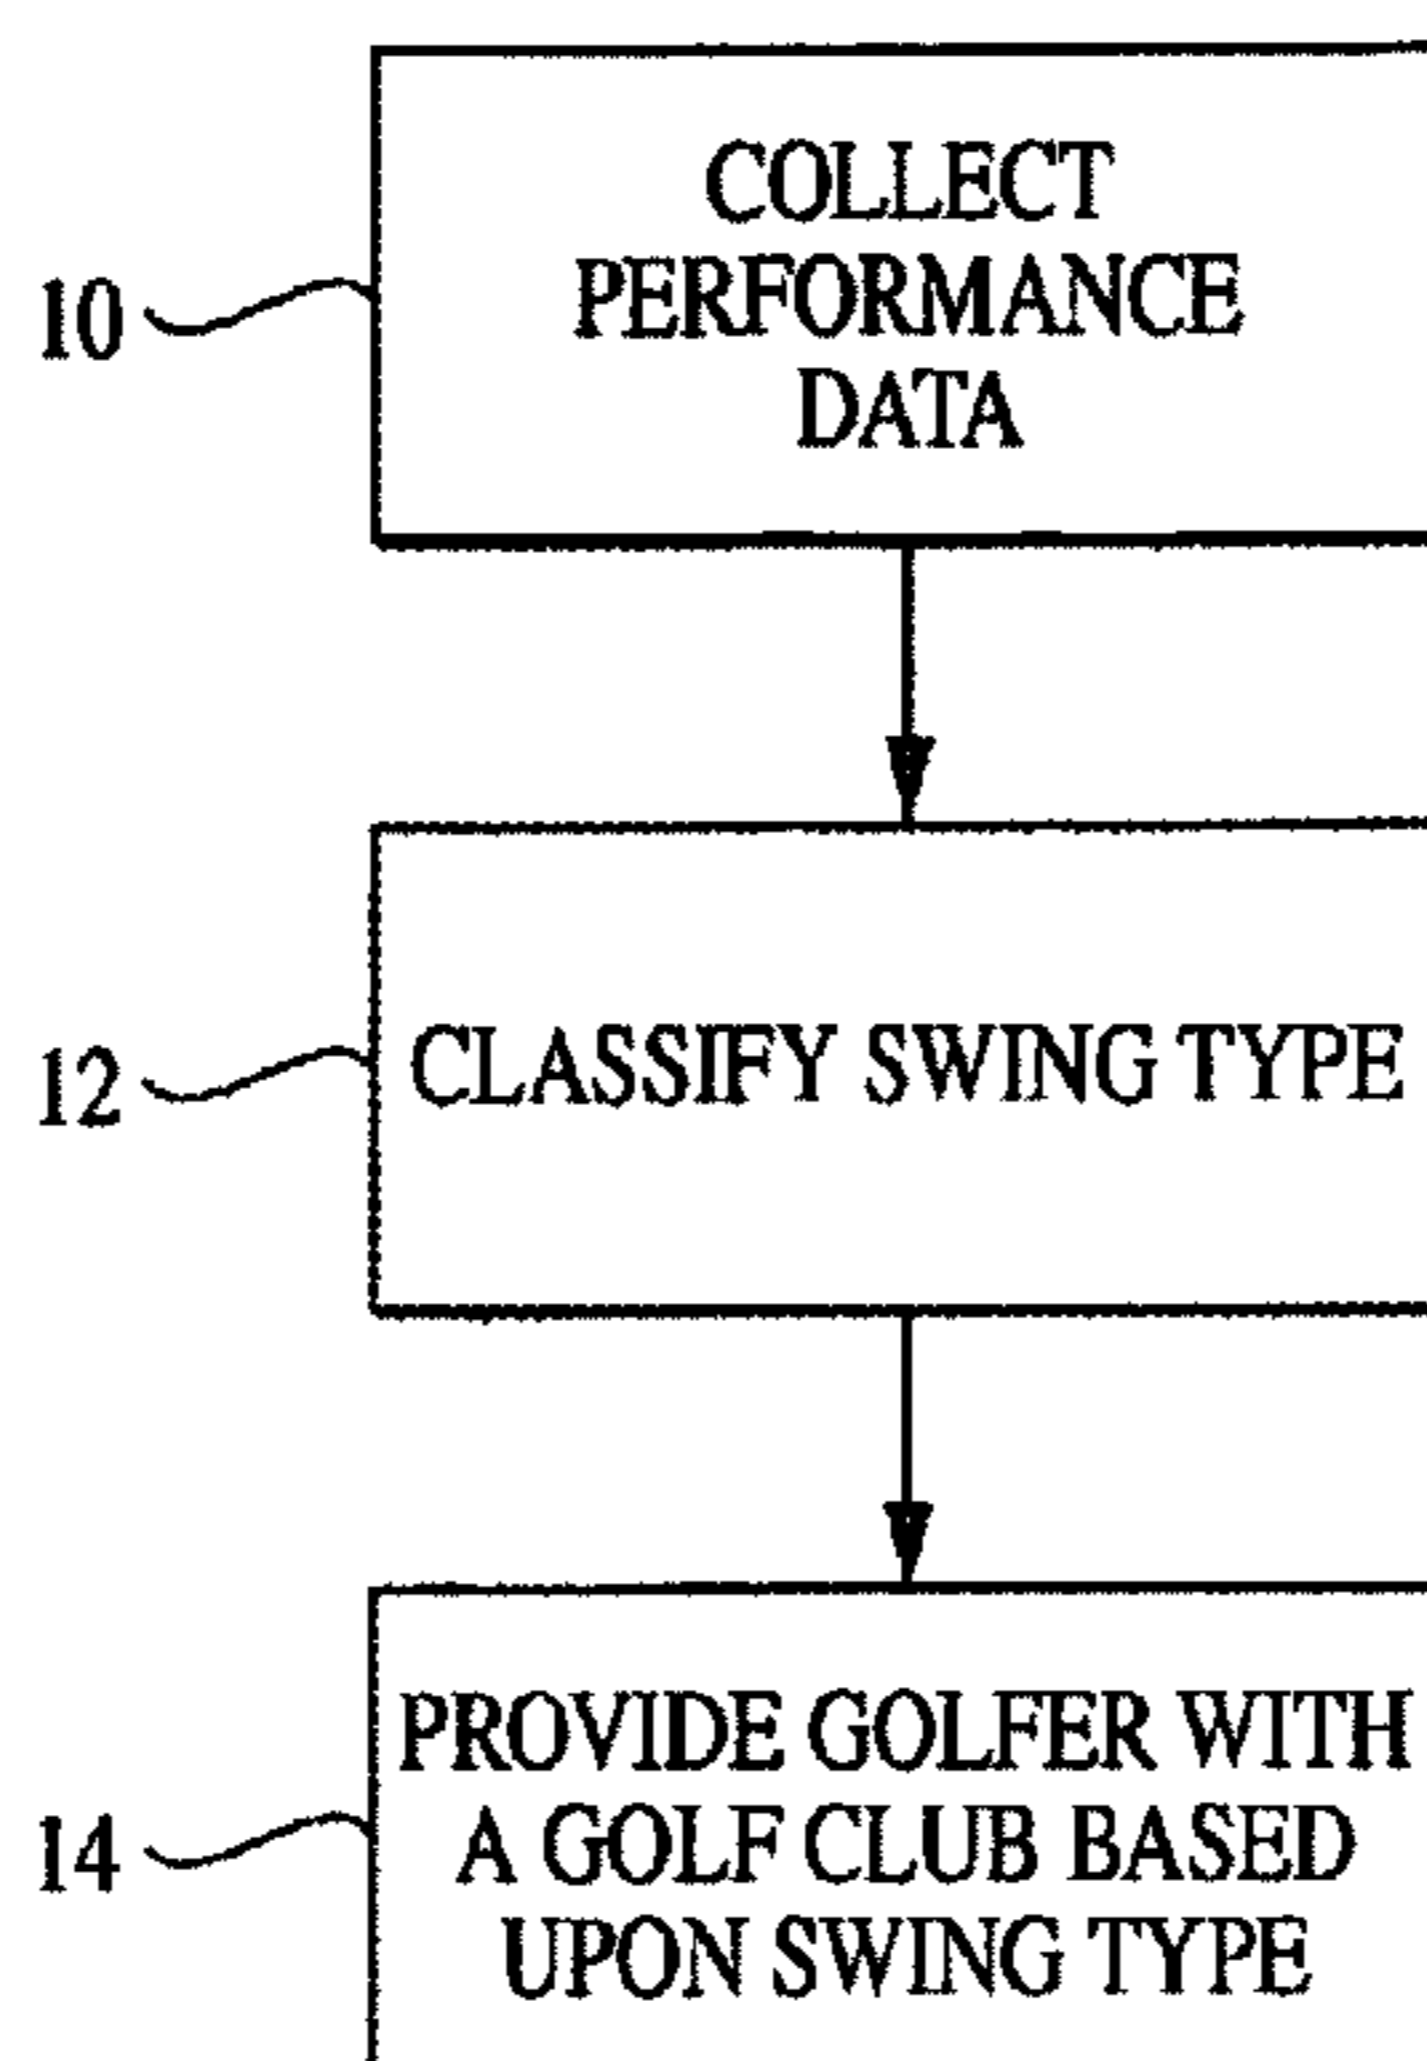 COLLECT
PERFORMANCE
DATA
10
CLASSIFY SWING TYPE
12
PROVIDE GOLFER WITH
A GOLF CLUB BASED
UPON SWING TYPE
14